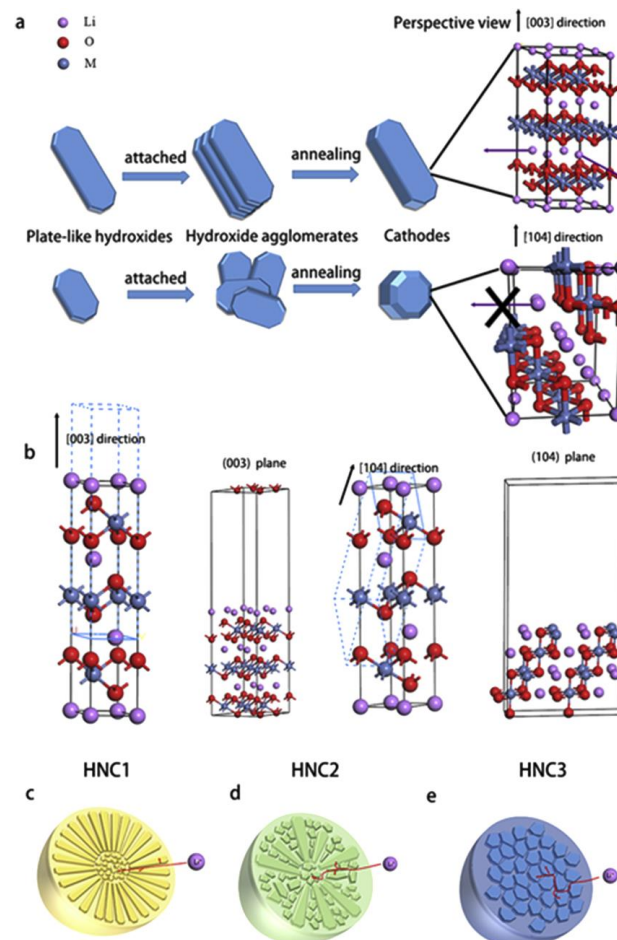 a
Li
O
M
Perspective view
[003] direction
attached
annealing
Plate-like hydroxides
Hydroxide agglomerates
Cathodes
[104] direction
attached
annealing
b
[003] direction
(003) plane
[104] direction
(104) plane
HNC1
HNC2
HNC3
c
d
e